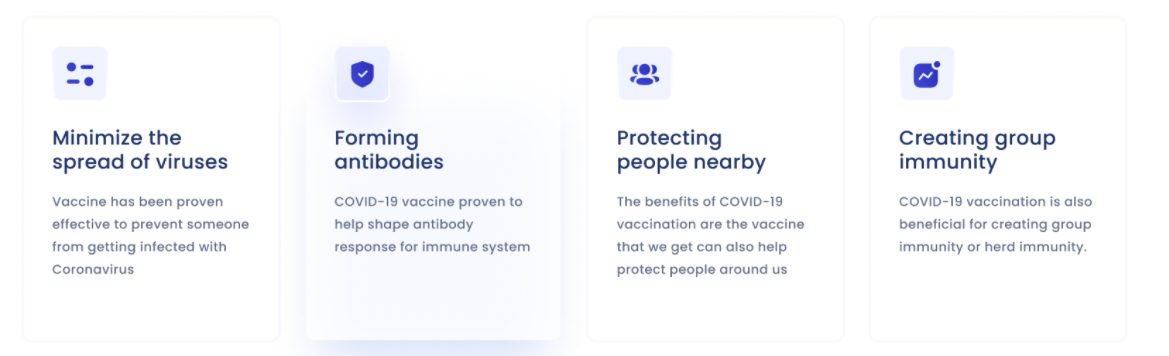 Minimize the
spread of viruses
Vaccine has been proven
effective to prevent someone
from getting infected with
Coronavirus
Forming
antibodies
COVID-19 vaccine proven to
help shape antibody
response for immune system
Protecting
people nearby
The benefits of COVID-19
vaccination are the vaccine
that we get can also help
protect people around us
Creating group
immunity
COVID-19 vaccination is also
beneficial for creating group
immunity or herd immunity.